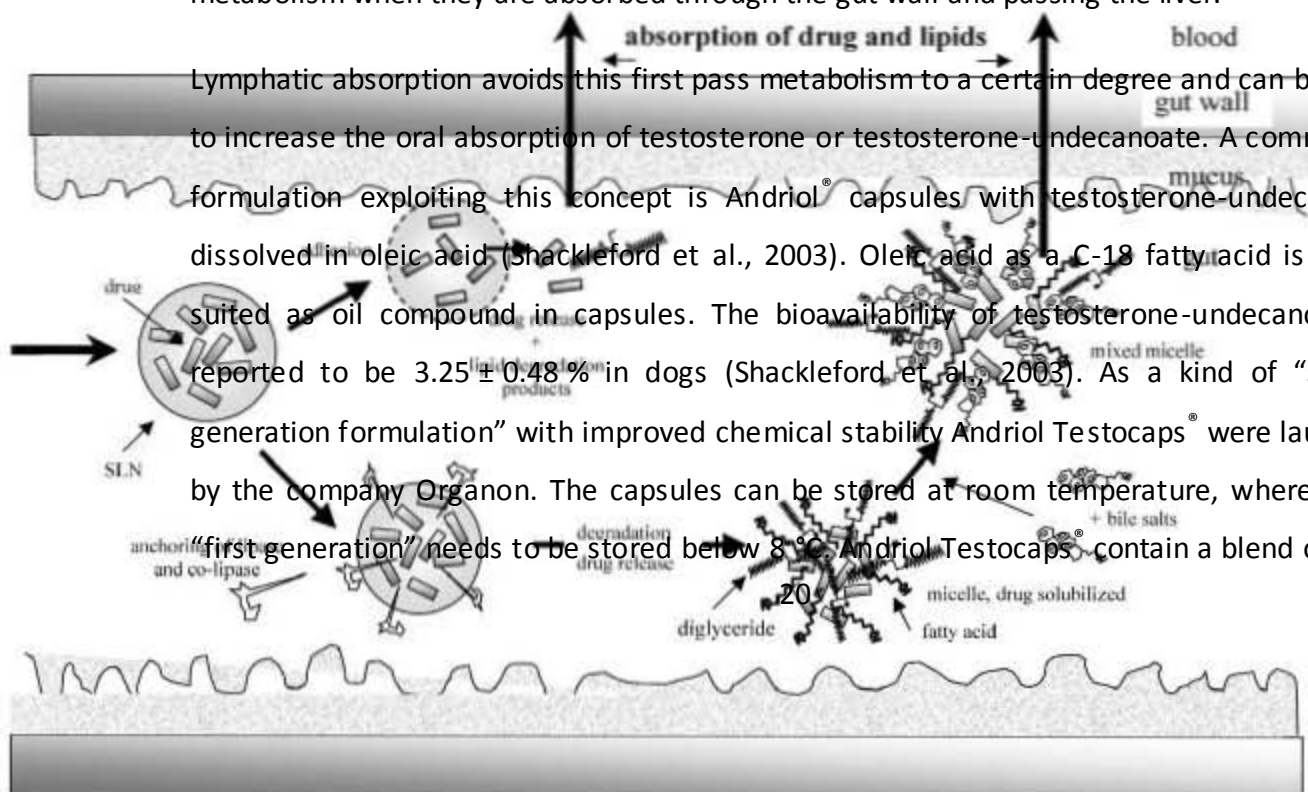 metabolism when they are absorbed through the gut wall and passing the liver.
absorption of drug and lipids
blood
Lymphatic absorption avoids this first pass metabolism to a certain degree and can b
gut wall
to increase the oral absorption of testosterone or testosterone-undecanoate. A com
mucus
formulation exploiting this concept is Andriol® capsules with testosterone-undec
adhesion
dissolved in oleic acid (Shackleford et al., 2003). Oleic acid as a C-18 fatty acid is
gut
drug
suited as oil compound in capsules. The bioavailability of testosterone-undecano
drug release
+
mixed micelle
reported to be 3.25 ± 0.48 % in dogs (Shackleford et al., 2003). As a kind of “
lipid degradation
products
generation formulation” with improved chemical stability Andriol Testocaps® were lau
SLN
by the company Organon. The capsules can be stored at room temperature, where
+ bile salts
“first generation” needs to be stored below 8 °C. Andriol Testocaps® contain a blend
degradation
drug release
and co-lipase
20
micelle, drug solubilized
diglyceride
fatty acid